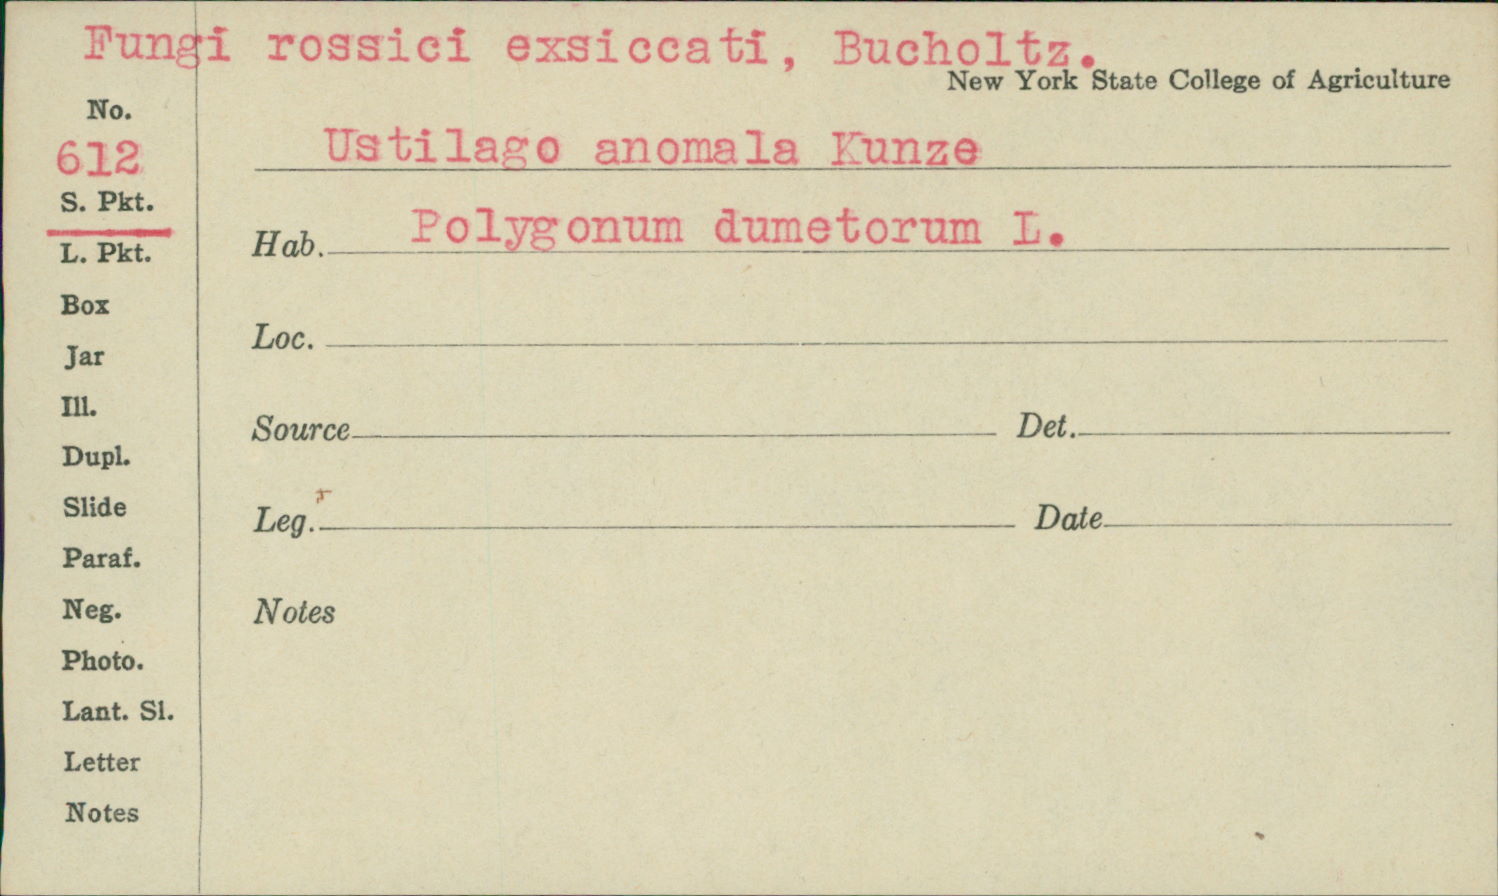 Fungi rossici exsiccati, Bucholtz.
New York State College of Agriculture
No.
612
S. Pkt.
L. Pkt.
Box
Jar
Ill.
Dupl.
Slide
Paraf.
Neg.
Photo.
Lant. Sl.
Letter
Notes
Ustilago anomala Kunze
Hab. Polygonum dumetorum L.
Loc.
Source Det.
Leg. Date
Notes